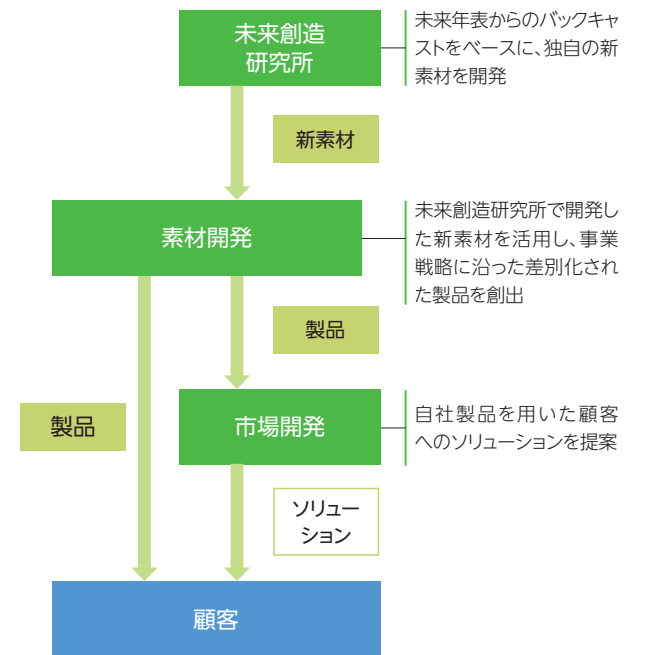 未来創造
研究所
未来年表からのバックキャ
ストをベースに、独自の新
素材を開発
新素材
素材開発
未来創造研究所で開発し
た新素材を活用し、事業
戦略に沿った差別化され
た製品を創出
製品
製品
市場開発
自社製品を用いた顧客
へのソリューションを提案
ソリュー
ション
顧客